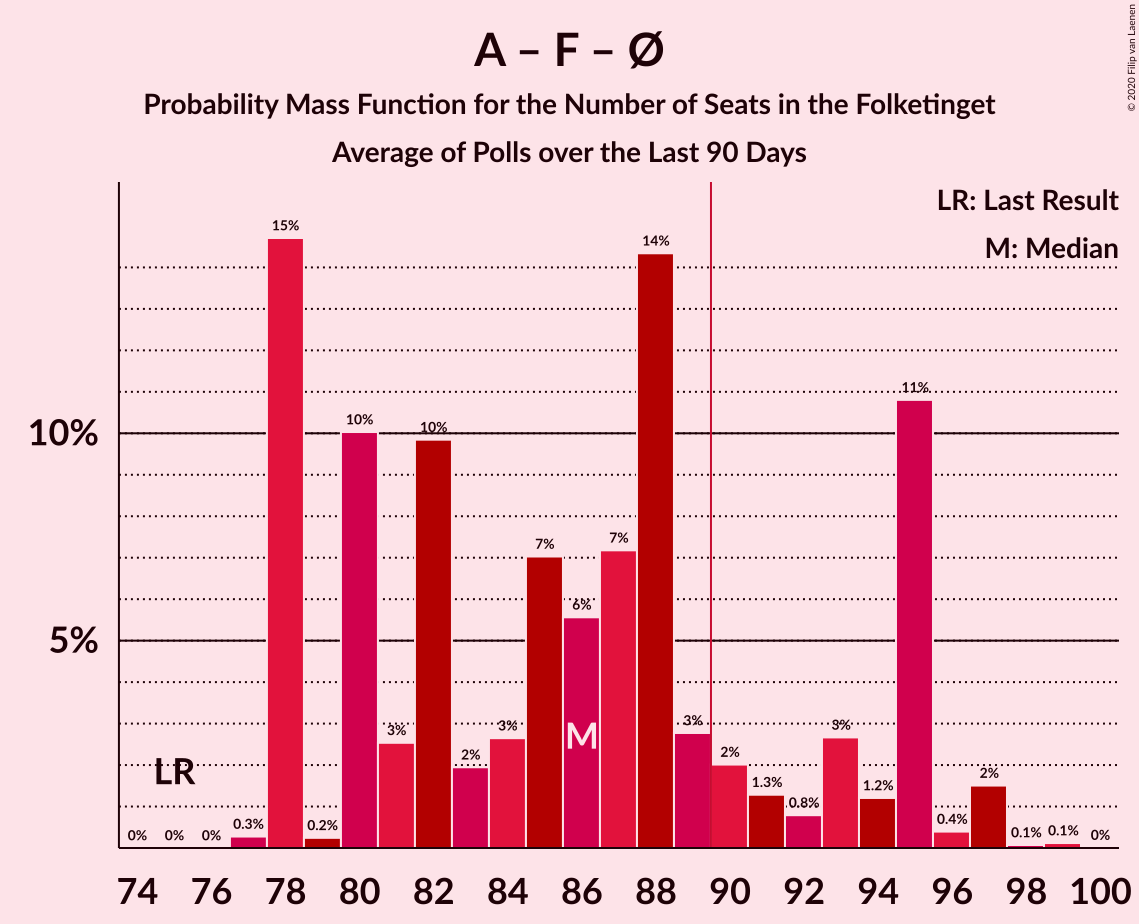 A – F – Ø
Probability Mass Function for the Number of Seats in the Folketinget
Average of Polls over the Last 90 Days
© 2020 Filip van Laenen
LR: Last Result
M: Median
10%
5%
0% 0% 0% 0.3% 15% 0.2% 10% 3% 10% 2% 3% 7% 6% 7% 14% 3% 2% 1.3% 0.8% 3% 1.2% 11% 0.4% 2% 0.1% 0.1% 0%
LR
M
74 76 78 80 82 84 86 88 90 92 94 96 98 100